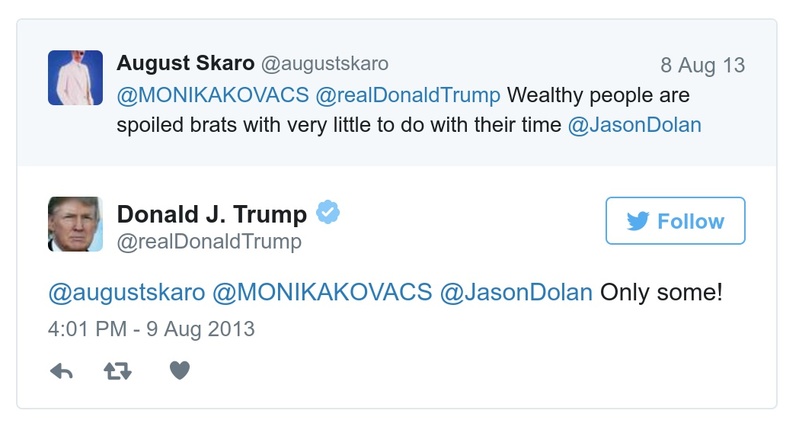 August Skaro @augustskaro 8 Aug 13
@MONIKAKOVACS @realDonaldTrump Wealthy people are
spoiled brats with very little to do with their time @JasonDolan
Donald J. Trump
@realDonaldTrump
Follow
@augustskaro @MONIKAKOVACS @JasonDolan Only some!
4:01 PM - 9 Aug 2013